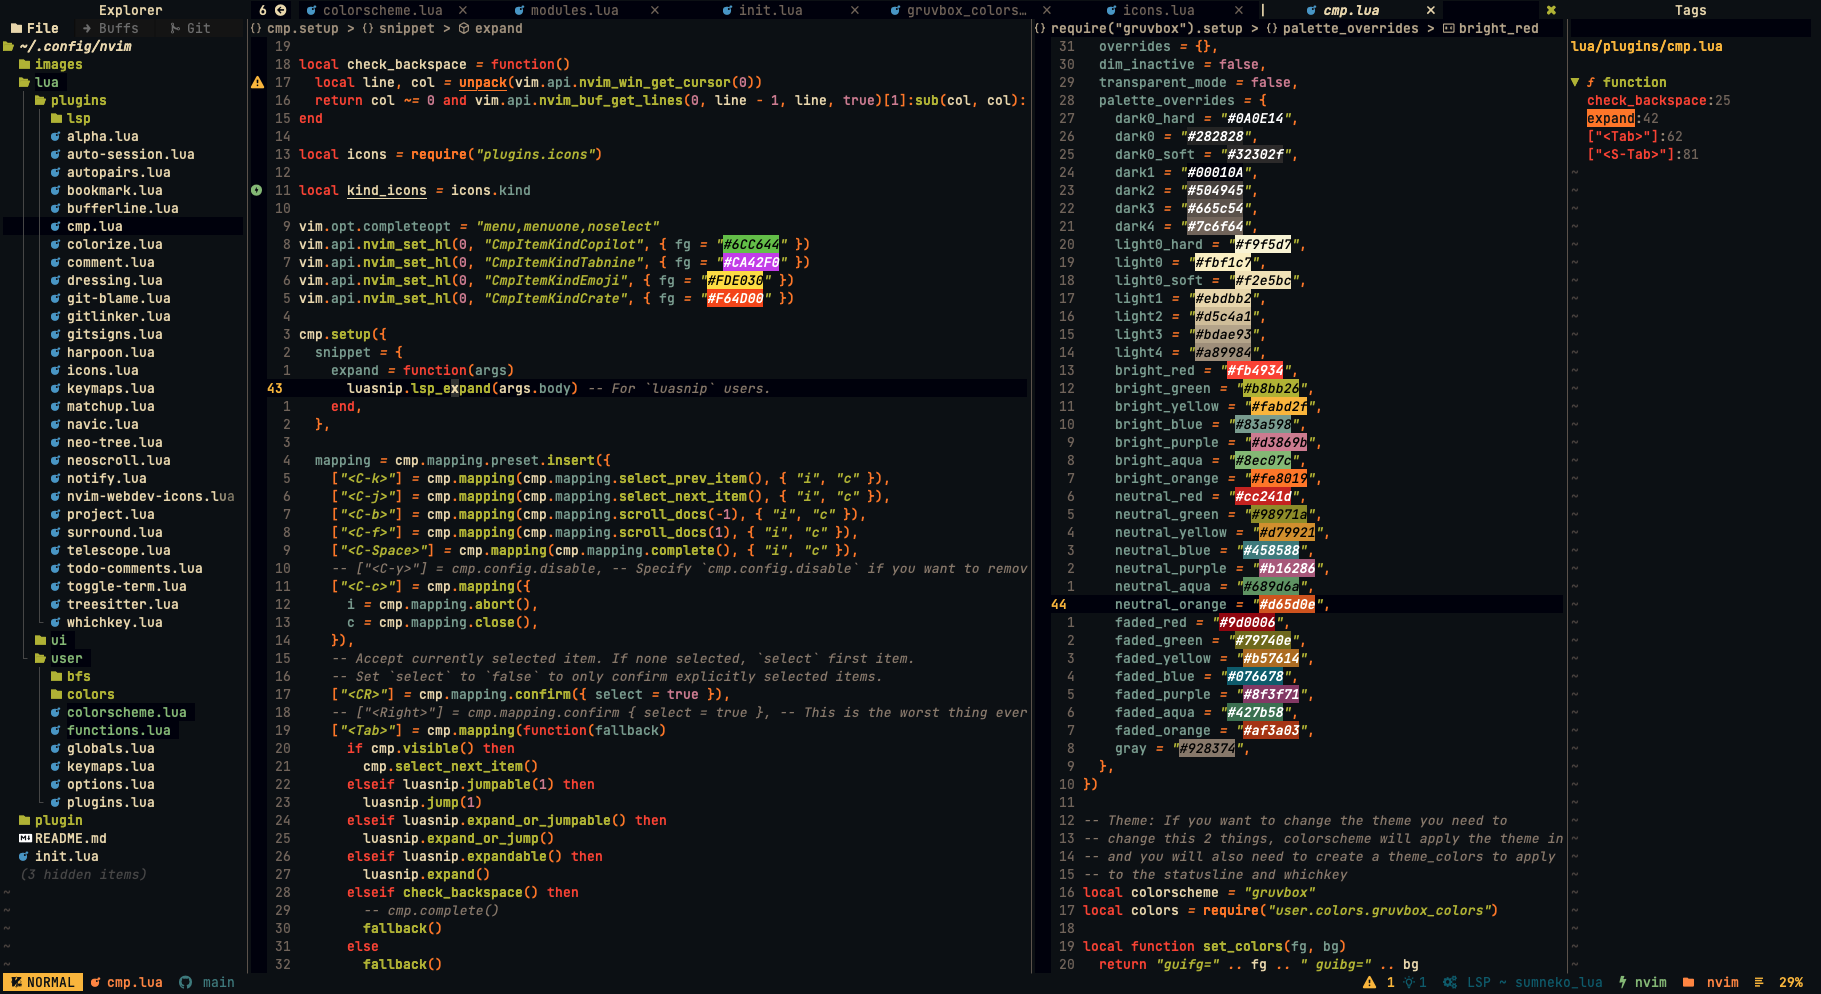 Explorer
File Buffs Git
~/.config/nvim
images
lua
plugins
lsp
alpha.lua
auto-session.lua
autopairs.lua
bookmark.lua
bufferline.lua
cmp.lua
colorize.lua
comment.lua
dressing.lua
git-blame.lua
gitlinker.lua
gitsigns.lua
harpoon.lua
icons.lua
keymaps.lua
matchup.lua
navic.lua
neo-tree.lua
neoscroll.lua
notify.lua
nvim-webdev-icons.lua
project.lua
surround.lua
telescope.lua
todo-comments.lua
toggle-term.lua
treesitter.lua
whichkey.lua
ui
user
bfs
colors
colorscheme.lua
functions.lua
globals.lua
keymaps.lua
options.lua
plugins.lua
plugin
README.md
init.lua
(3 hidden items)
6 colorscheme.lua × modules.lua × init.lua × gruvbox_colors… × icons.lua × cmp.lua ×
{} cmp.setup > {} snippet > expand
19
18 local check_backspace = function()
17   local line, col = unpack(vim.api.nvim_win_get_cursor(0))
16   return col ~= 0 and vim.api.nvim_buf_get_lines(0, line - 1, line, true)[1]:sub(col, col):
15 end
14
13 local icons = require("plugins.icons")
12
11 local kind_icons = icons.kind
10
9 vim.opt.completeopt = "menu,menuone,noselect"
8 vim.api.nvim_set_hl(0, "CmpItemKindCopilot", { fg = "#6CC644" })
7 vim.api.nvim_set_hl(0, "CmpItemKindTabnine", { fg = "#CA42F0" })
6 vim.api.nvim_set_hl(0, "CmpItemKindEmoji", { fg = "#FDE030" })
5 vim.api.nvim_set_hl(0, "CmpItemKindCrate", { fg = "#F64D00" })
4
3 cmp.setup({
2   snippet = {
1     expand = function(args)
43       luasnip.lsp_expand(args.body) -- For `luasnip` users.
1     end,
2   },
3
4   mapping = cmp.mapping.preset.insert({
5     ["<C-k>"] = cmp.mapping(cmp.mapping.select_prev_item(), { "i", "c" }),
6     ["<C-j>"] = cmp.mapping(cmp.mapping.select_next_item(), { "i", "c" }),
7     ["<C-b>"] = cmp.mapping(cmp.mapping.scroll_docs(-1), { "i", "c" }),
8     ["<C-f>"] = cmp.mapping(cmp.mapping.scroll_docs(1), { "i", "c" }),
9     ["<C-Space>"] = cmp.mapping(cmp.mapping.complete(), { "i", "c" }),
10     -- ["<C-y>"] = cmp.config.disable, -- Specify `cmp.config.disable` if you want to remov
11     ["<C-c>"] = cmp.mapping({
12       i = cmp.mapping.abort(),
13       c = cmp.mapping.close(),
14     }),
15     -- Accept currently selected item. If none selected, `select` first item.
16     -- Set `select` to `false` to only confirm explicitly selected items.
17     ["<CR>"] = cmp.mapping.confirm({ select = true }),
18     -- ["<Right>"] = cmp.mapping.confirm { select = true }, -- This is the worst thing ever
19     ["<Tab>"] = cmp.mapping(function(fallback)
20       if cmp.visible() then
21         cmp.select_next_item()
22       elseif luasnip.jumpable(1) then
23         luasnip.jump(1)
24       elseif luasnip.expand_or_jumpable() then
25         luasnip.expand_or_jump()
26       elseif luasnip.expandable() then
27         luasnip.expand()
28       elseif check_backspace() then
29         -- cmp.complete()
30         fallback()
31       else
32         fallback()
{} require("gruvbox").setup > {} palette_overrides > bright_red
31   overrides = {},
30   dim_inactive = false,
29   transparent_mode = false,
28   palette_overrides = {
27     dark0_hard = "#0A0E14",
26     dark0 = "#282828",
25     dark0_soft = "#32302f",
24     dark1 = "#00010A",
23     dark2 = "#504945",
22     dark3 = "#665c54",
21     dark4 = "#7c6f64",
20     light0_hard = "#f9f5d7",
19     light0 = "#fbf1c7",
18     light0_soft = "#f2e5bc",
17     light1 = "#ebdbb2",
16     light2 = "#d5c4a1",
15     light3 = "#bdae93",
14     light4 = "#a89984",
13     bright_red = "#fb4934",
12     bright_green = "#b8bb26",
11     bright_yellow = "#fabd2f",
10     bright_blue = "#83a598",
9     bright_purple = "#d3869b",
8     bright_aqua = "#8ec07c",
7     bright_orange = "#fe8019",
6     neutral_red = "#cc241d",
5     neutral_green = "#98971a",
4     neutral_yellow = "#d79921",
3     neutral_blue = "#458588",
2     neutral_purple = "#b16286",
1     neutral_aqua = "#689d6a",
44     neutral_orange = "#d65d0e",
1     faded_red = "#9d0006",
2     faded_green = "#79740e",
3     faded_yellow = "#b57614",
4     faded_blue = "#076678",
5     faded_purple = "#8f3f71",
6     faded_aqua = "#427b58",
7     faded_orange = "#af3a03",
8     gray = "#928374",
9   },
10 })
11
12 -- Theme: If you want to change the theme you need to
13 -- change this 2 things, colorscheme will apply the theme in
14 -- and you will also need to create a theme_colors to apply
15 -- to the statusline and whichkey
16 local colorscheme = "gruvbox"
17 local colors = require("user.colors.gruvbox_colors")
18
19 local function set_colors(fg, bg)
20   return "guifg=" .. fg .. " guibg=" .. bg
Tags
lua/plugins/cmp.lua
▼ ƒ function
check_backspace:25
expand:42
["<Tab>"]:62
["<S-Tab>"]:81
NORMAL cmp.lua main 1 1 LSP ~ sumneko_lua nvim nvim 29%